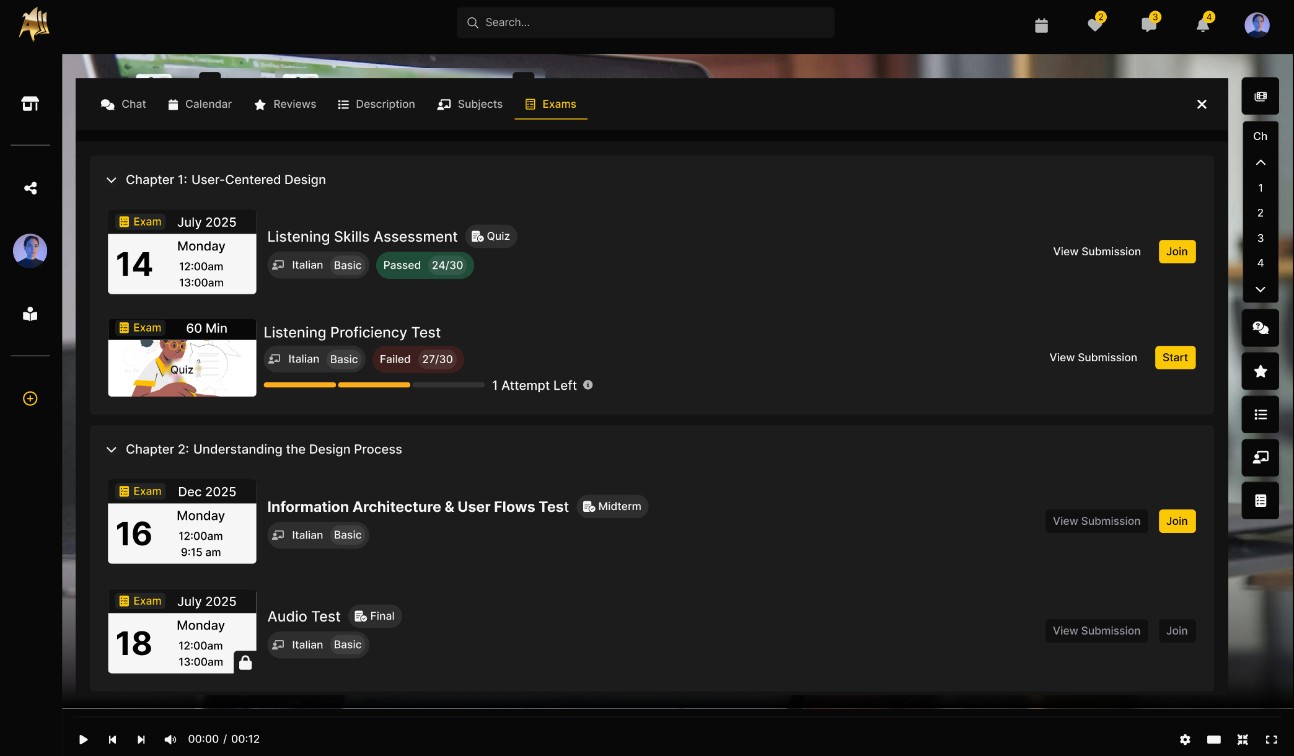 All
Search...
2
3
4
Chat
Calendar
Reviews
Description
Subjects
Exams
Ch
1
2
3
4
Chapter 1: User-Centered Design
Exam
July 2025
14
Monday
12:00am
13:00am
Listening Skills Assessment
Quiz
Italian
Basic
Passed
24/30
View Submission
Join
Exam
60 Min
Quiz
Listening Proficiency Test
Italian
Basic
Failed
27/30
1 Attempt Left
View Submission
Start
Chapter 2: Understanding the Design Process
Exam
Dec 2025
16
Monday
12:00am
9:15 am
Information Architecture & User Flows Test
Midterm
Italian
Basic
View Submission
Join
Exam
July 2025
18
Monday
12:00am
13:00am
Audio Test
Final
Italian
Basic
View Submission
Join
00:00 / 00:12